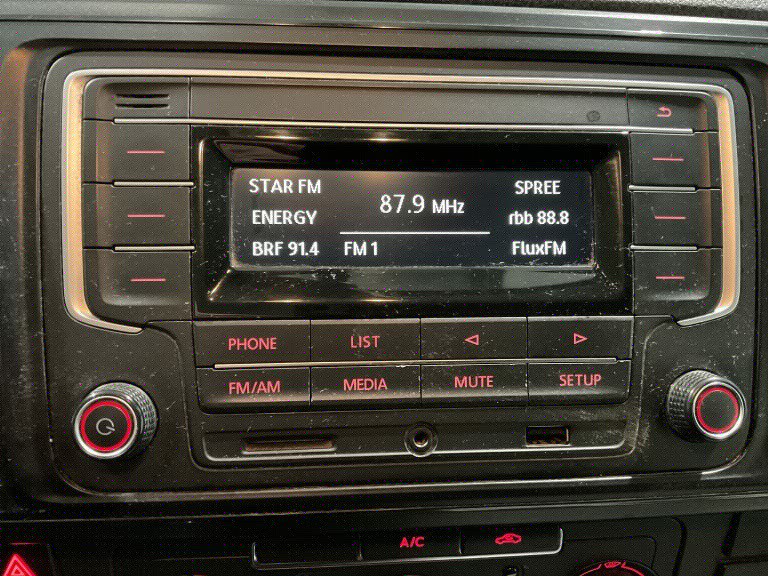 STAR FM
ENERGY
BRF 91.4
87.9 MHz
FM 1
SPREE
rbb 88.8
FluxFM
PHONE
LIST
FM/AM
MEDIA
MUTE
SETUP
A/C